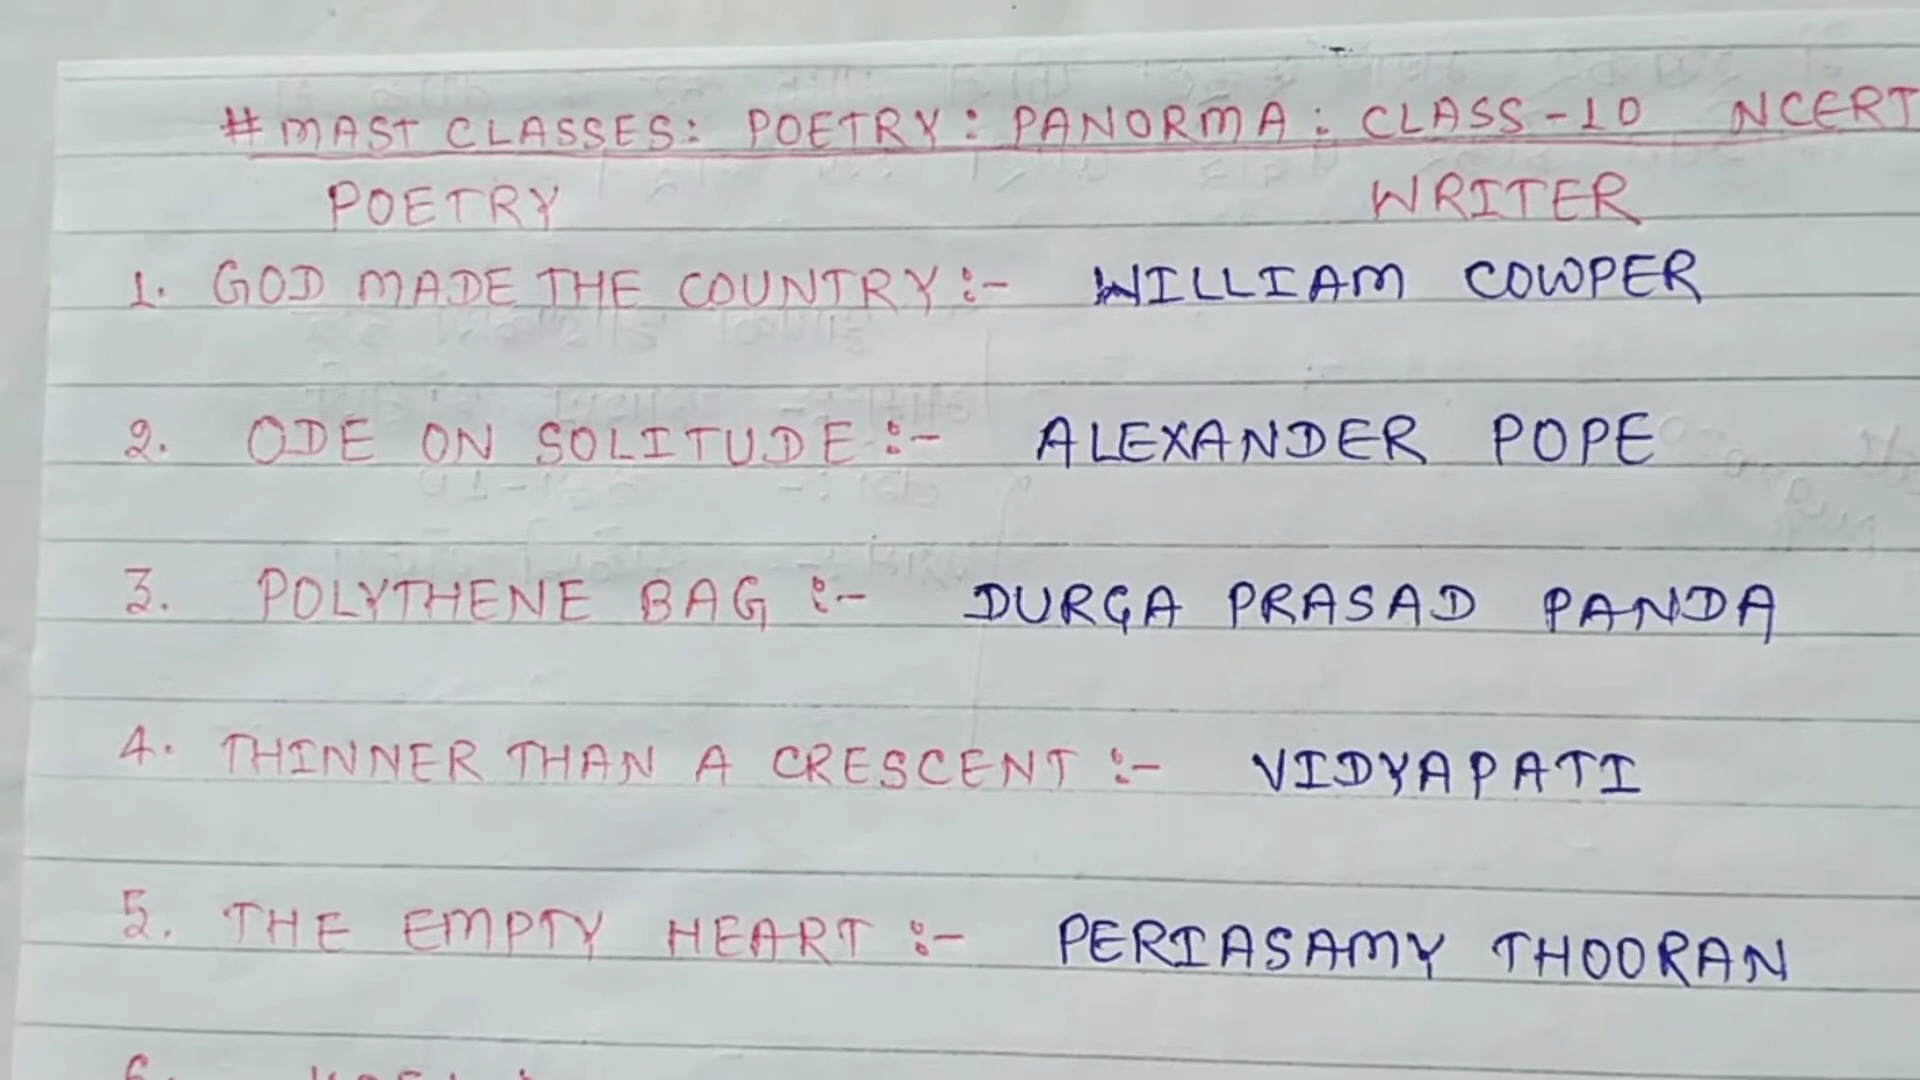 # MAST CLASSES: POETRY: PANORMA: CLASS-10 NCERT
POETRY WRITER
1. GOD MADE THE COUNTRY:- WILLIAM COWPER
2. ODE ON SOLITUDE:- ALEXANDER POPE
3. POLYTHENE BAG :- DURGA PRASAD PANDA
4. THINNER THAN A CRESCENT :- VIDYAPATI
5. THE EMPTY HEART :- PERIASAMY THOORAN
6.